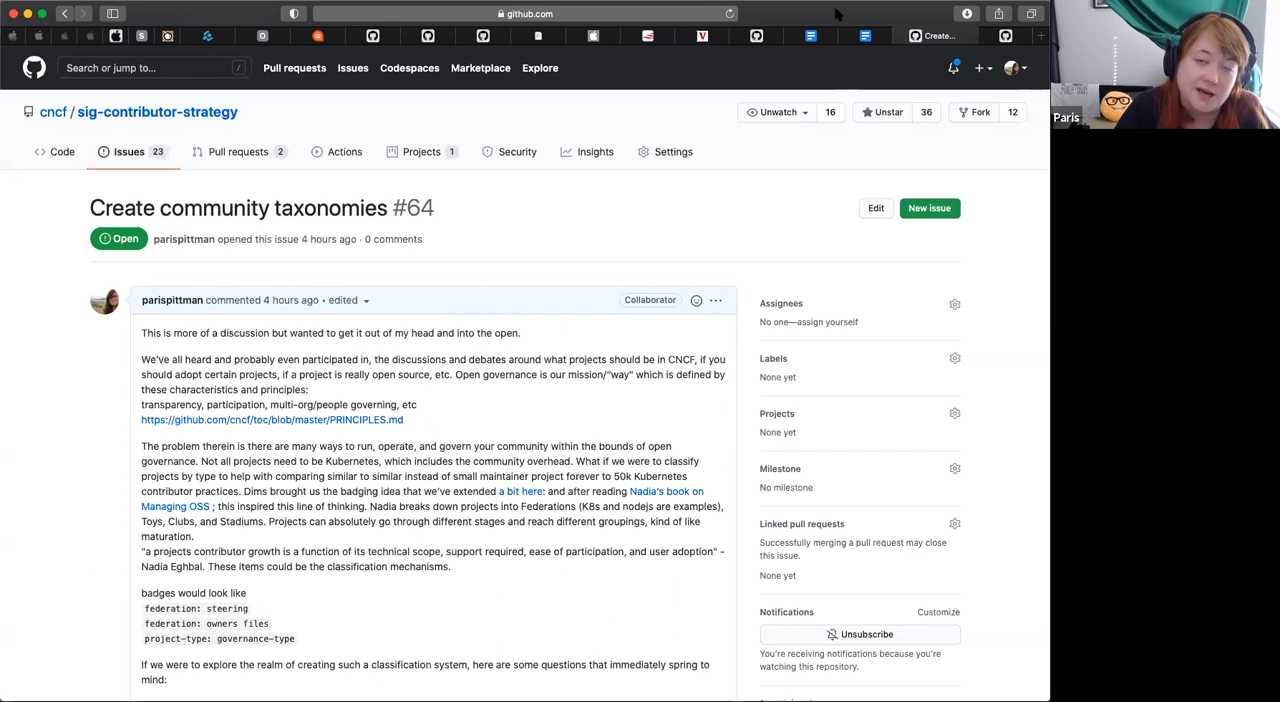 github.com
Create...
Search or jump to...
/
Pull requests
Issues
Codespaces
Marketplace
Explore
cncf / sig-contributor-strategy
Unwatch
16
Unstar
36
Fork
12
Code
Issues 23
Pull requests 2
Actions
Projects 1
Security
Insights
Settings
Create community taxonomies #64
Edit
New issue
Open
parispittman opened this issue 4 hours ago · 0 comments
parispittman commented 4 hours ago • edited
Collaborator
This is more of a discussion but wanted to get it out of my head and into the open.
We've all heard and probably even participated in, the discussions and debates around what projects should be in CNCF, if you
should adopt certain projects, if a project is really open source, etc. Open governance is our mission/"way" which is defined by
these characteristics and principles:
transparency, participation, multi-org/people governing, etc
https://github.com/cncf/toc/blob/master/PRINCIPLES.md
The problem therein is there are many ways to run, operate, and govern your community within the bounds of open
governance. Not all projects need to be Kubernetes, which includes the community overhead. What if we were to classify
projects by type to help with comparing similar to similar instead of small maintainer project forever to 50k Kubernetes
contributor practices. Dims brought us the badging idea that we've extended a bit here: and after reading Nadia's book on
Managing OSS ; this inspired this line of thinking. Nadia breaks down projects into Federations (K8s and nodejs are examples),
Toys, Clubs, and Stadiums. Projects can absolutely go through different stages and reach different groupings, kind of like
maturation.
"a projects contributor growth is a function of its technical scope, support required, ease of participation, and user adoption" -
Nadia Eghbal. These items could be the classification mechanisms.
badges would look like
federation: steering
federation: owners files
project-type: governance-type
If we were to explore the realm of creating such a classification system, here are some questions that immediately spring to
mind:
Assignees
No one—assign yourself
Labels
None yet
Projects
None yet
Milestone
No milestone
Linked pull requests
Successfully merging a pull request may close
this issue.
None yet
Notifications
Customize
Unsubscribe
You're receiving notifications because you're
watching this repository.
Paris